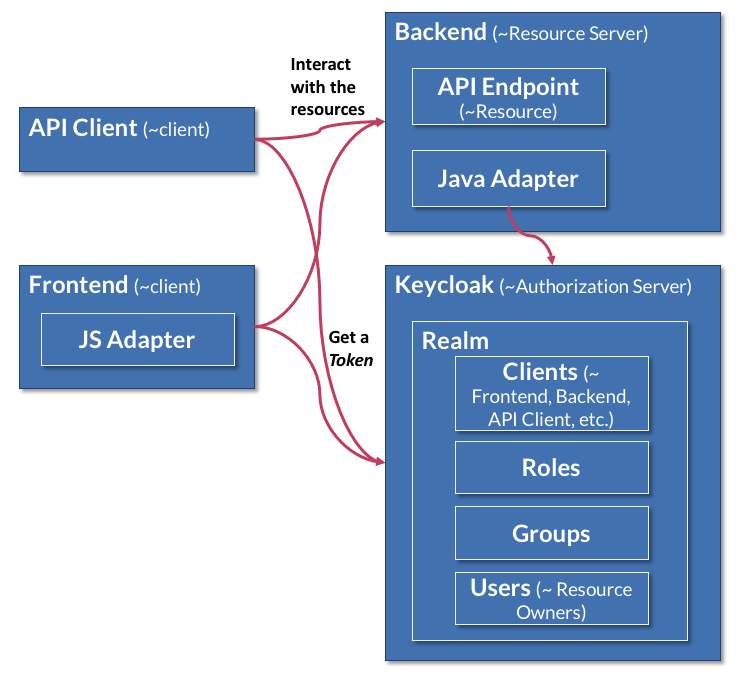 Backend (~Resource Server)
Interact
with the
resources
API Endpoint
(~Resource)
API Client (~client)
Java Adapter
Frontend (~client)
JS Adapter
Keycloak (~Authorization Server)
Get a
Token
Realm
Clients (~
Frontend, Backend,
API Client, etc.)
Roles
Groups
Users (~ Resource
Owners)